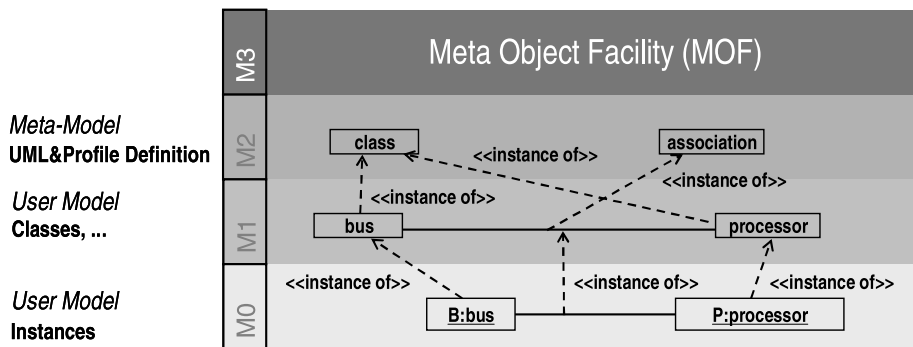 M3
Meta Object Facility (MOF)
Meta-Model
UML&Profile Definition
M2
class
association
<<instance of>>
<<instance of>>
<<instance of>>
User Model
Classes, ...
M1
bus
processor
<<instance of>>
<<instance of>>
<<instance of>>
User Model
Instances
M0
B:bus
P:processor